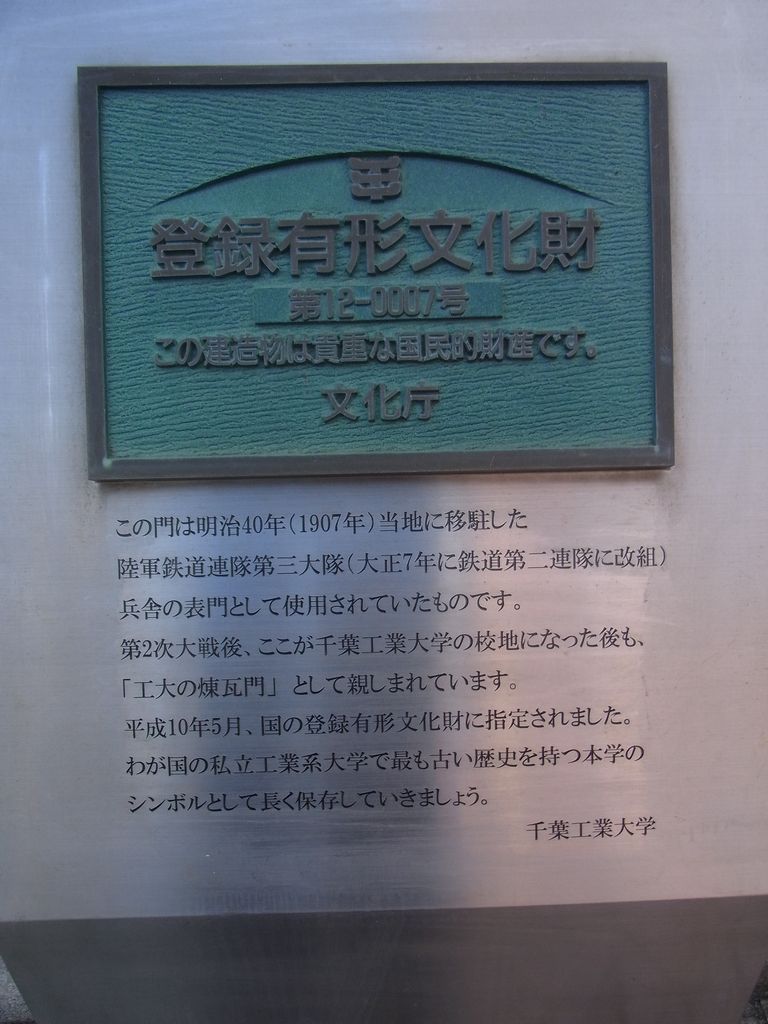 登録有形文化財
第12-0007号
この建造物は貴重な国民的財産です。
文化庁
この門は明治40年(1907年)当地に移駐した
陸軍鉄道連隊第三大隊(大正7年に鉄道第二連隊に改組)
兵舎の表門として使用されていたものです。
第2次大戦後、ここが千葉工業大学の校地になった後も、
「工大の煉瓦門」として親しまれています。
平成10年5月、国の登録有形文化財に指定されました。
わが国の私立工業系大学で最も古い歴史を持つ本学の
シンボルとして長く保存していきましょう。
千葉工業大学